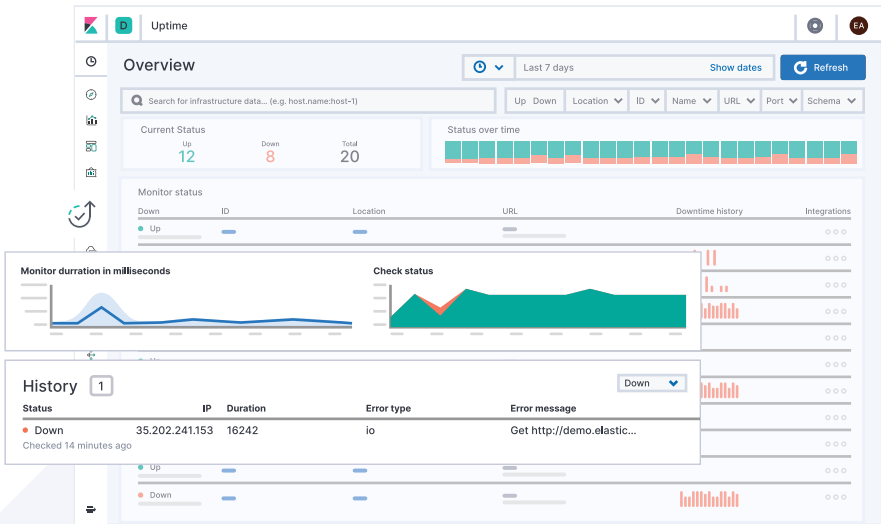 D Uptime
EA
Overview
Last 7 days Show dates Refresh
Search for infrastructure data... (e.g. host.name:host-1)
Up Down Location ID Name URL Port Schema
Current Status
Up Down Total
12 8 20
Status over time
Monitor status
Down ID Location URL Downtime history Integrations
Up
Monitor durration in milliseconds
Check status
History 1
Down
Status IP Duration Error type Error message
Down 35.202.241.153 16242 io Get http://demo.elastic...
Checked 14 minutes ago
Up
Down